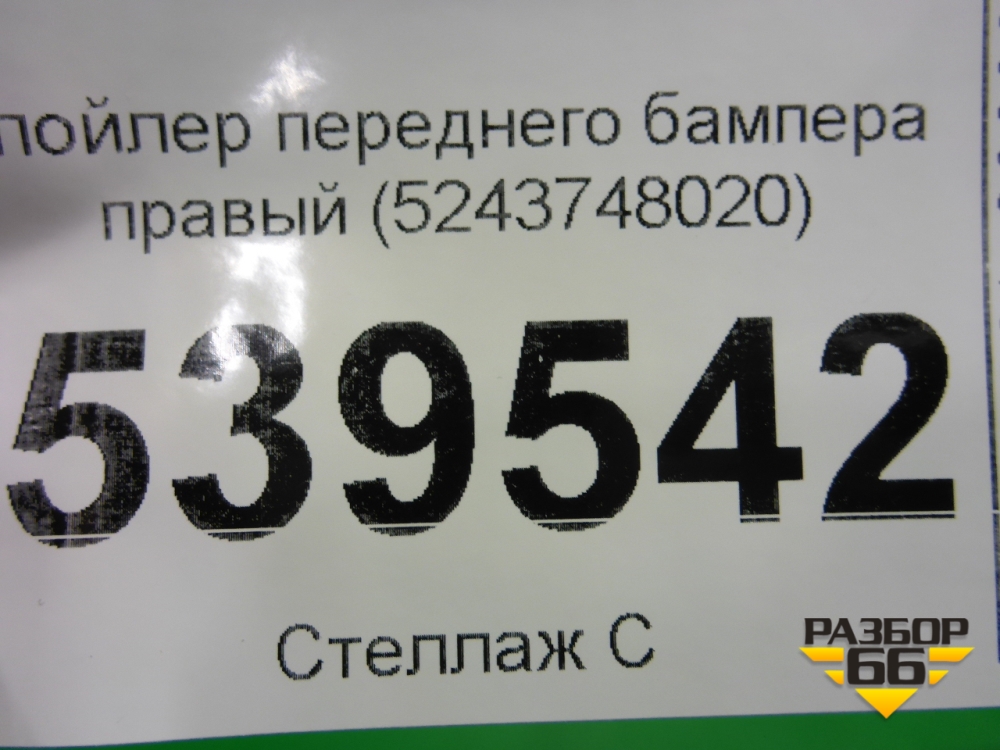 пойлер переднего бампера
правый (5243748020)
539542
Стеллаж С
РАЗБОР
66